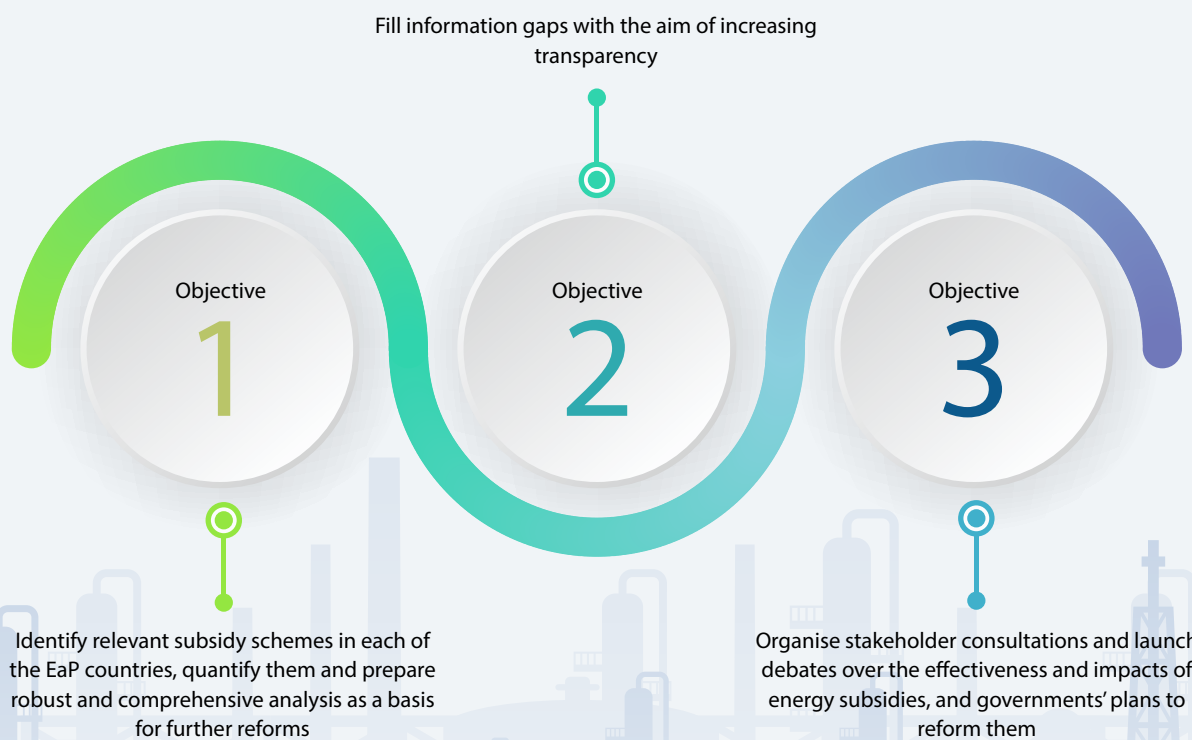 Fill information gaps with the aim of increasing
transparency
Objective
1
Objective
2
Objective
3
Identify relevant subsidy schemes in each of
the EaP countries, quantify them and prepare
robust and comprehensive analysis as a basis
for further reforms
Organise stakeholder consultations and launch
debates over the effectiveness and impacts of
energy subsidies, and governments’ plans to
reform them